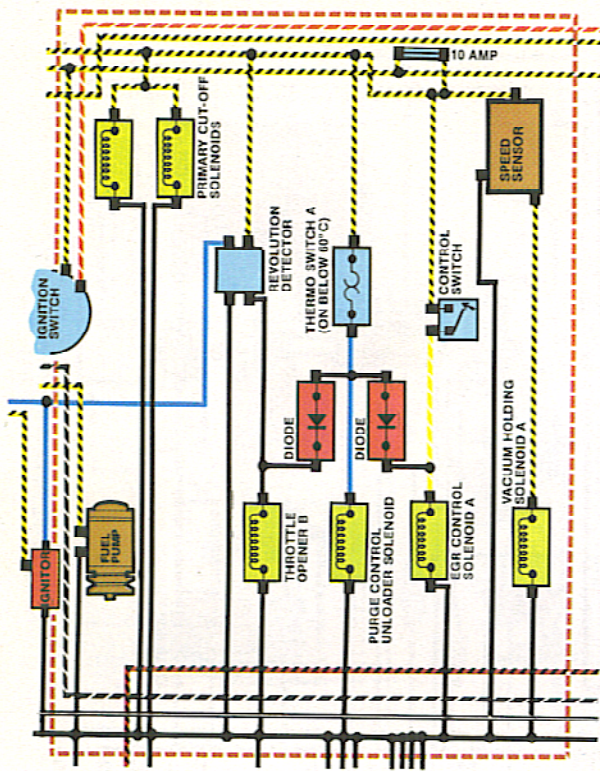 10 AMP
PRIMARY CUT-OFF
SOLENOIDS
SPEED
SENSOR
REVOLUTION
DETECTOR
THERMO SWITCH A
(ON BELOW 60°C)
CONTROL
SWITCH
IGNITION
SWITCH
DIODE
DIODE
VACUUM HOLDING
SOLENOID A
IGNITOR
FUEL
PUMP
THROTTLE
OPENER B
PURGE CONTROL
UNLOADER SOLENOID
EGR CONTROL
SOLENOID A